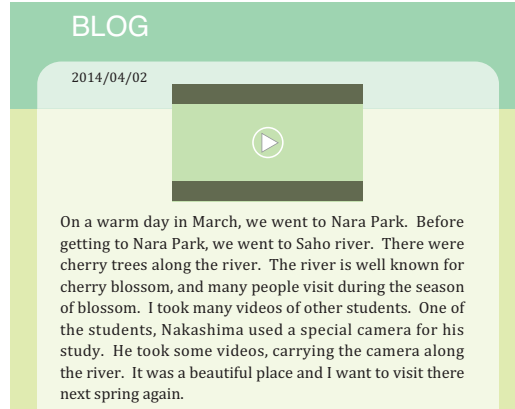 BLOG
2014/04/02
On a warm day in March, we went to Nara Park. Before
getting to Nara Park, we went to Saho river. There were
cherry trees along the river. The river is well known for
cherry blossom, and many people visit during the season
of blossom. I took many videos of other students. One of
the students, Nakashima used a special camera for his
study. He took some videos, carrying the camera along
the river. It was a beautiful place and I want to visit there
next spring again.